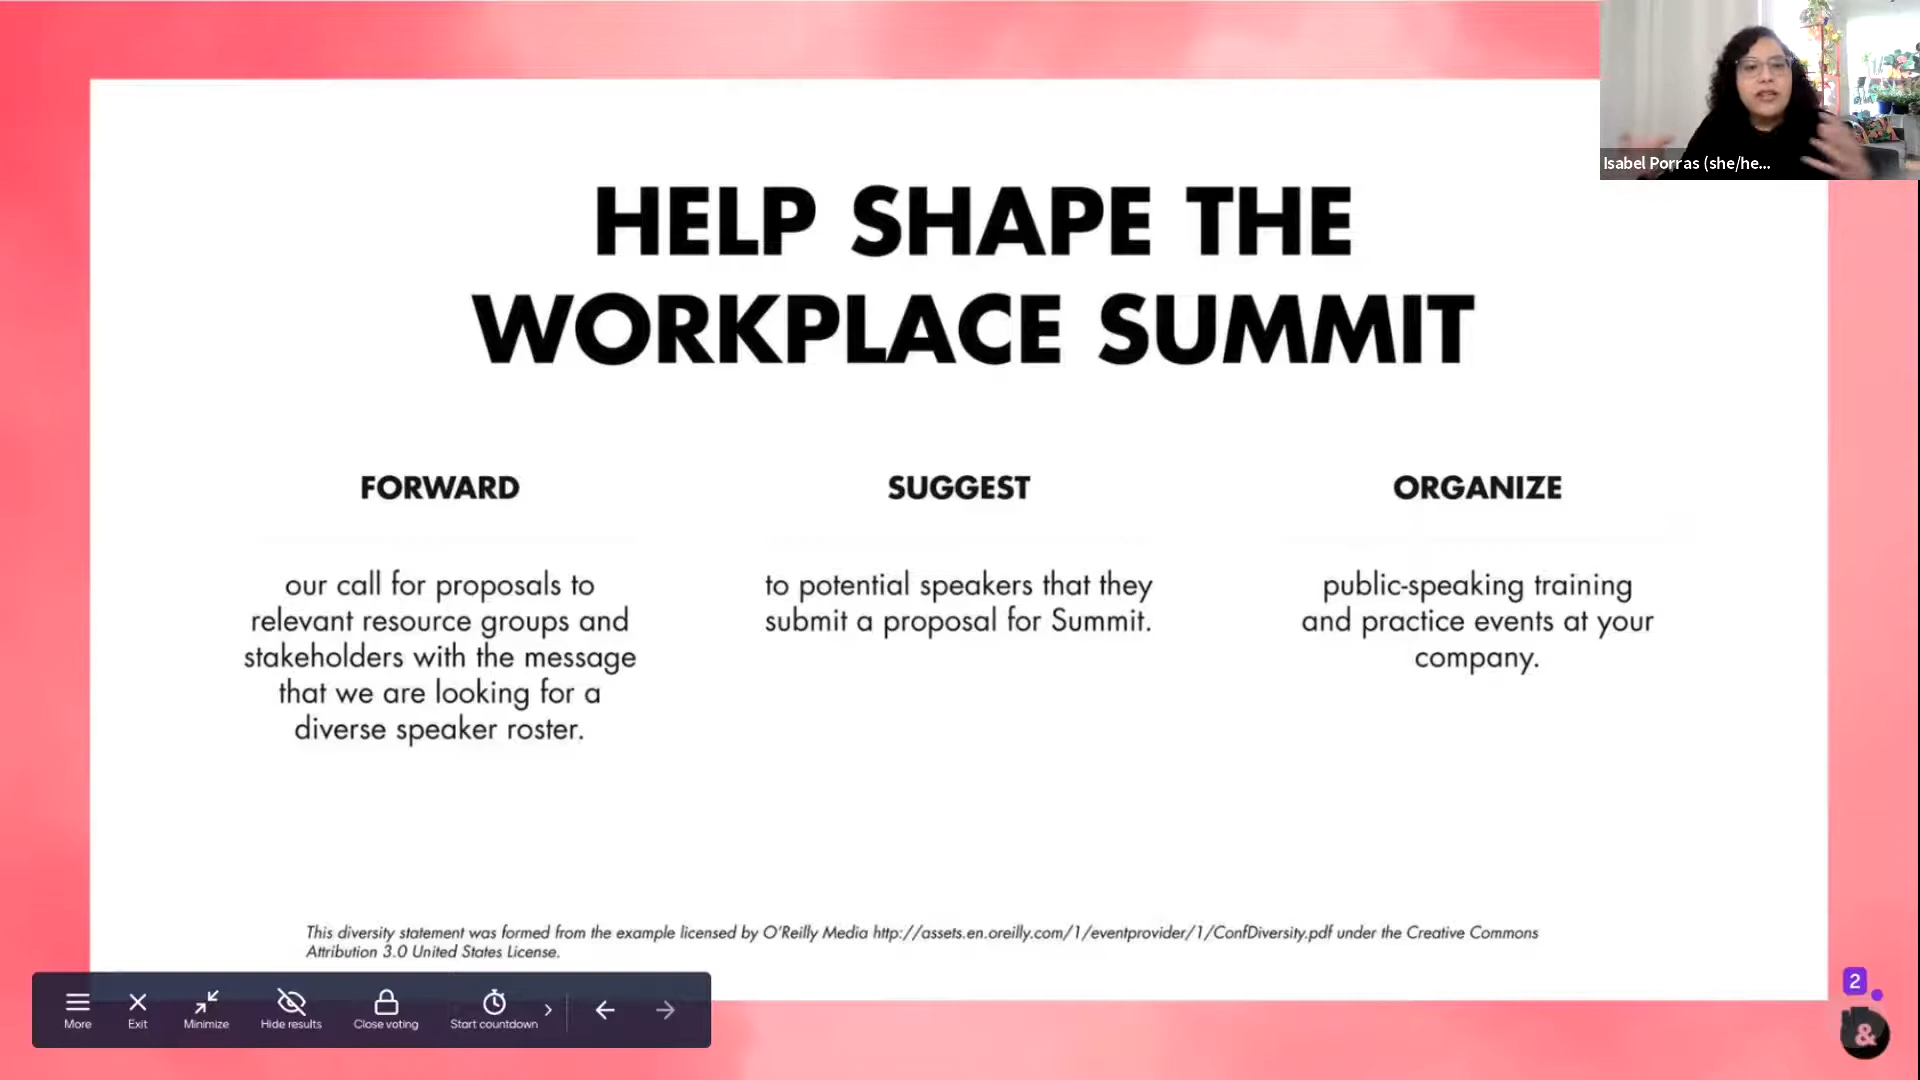 Isabel Porras (she/he...
HELP SHAPE THE
WORKPLACE SUMMIT
FORWARD
our call for proposals to
relevant resource groups and
stakeholders with the message
that we are looking for a
diverse speaker roster.
SUGGEST
to potential speakers that they
submit a proposal for Summit.
ORGANIZE
public-speaking training
and practice events at your
company.
This diversity statement was formed from the example licensed by O'Reilly Media http://assets.en.oreilly.com/1/eventprovider/1/ConfDiversity.pdf under the Creative Commons
Attribution 3.0 United States License.
More
Exit
Minimize
Hide results
Close voting
Start countdown
2
&